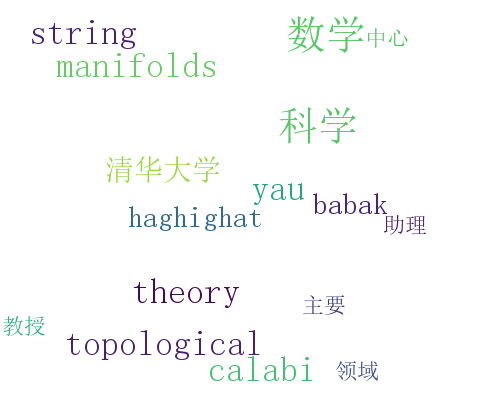 string
数学
中心
manifolds
科学
清华大学
yau
babak
haghighat
助理
theory
主要
教授
topological
calabi
领域